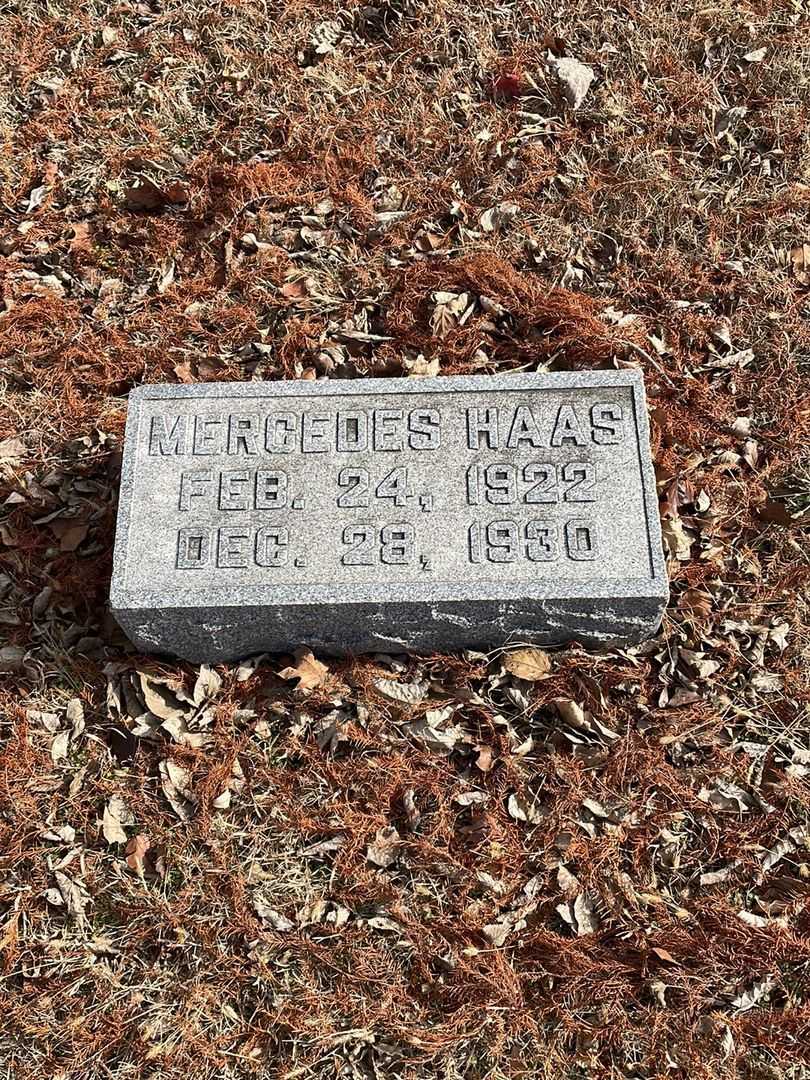 MERCEDES HAAS
FEB. 24, 1922
DEC. 28, 1930